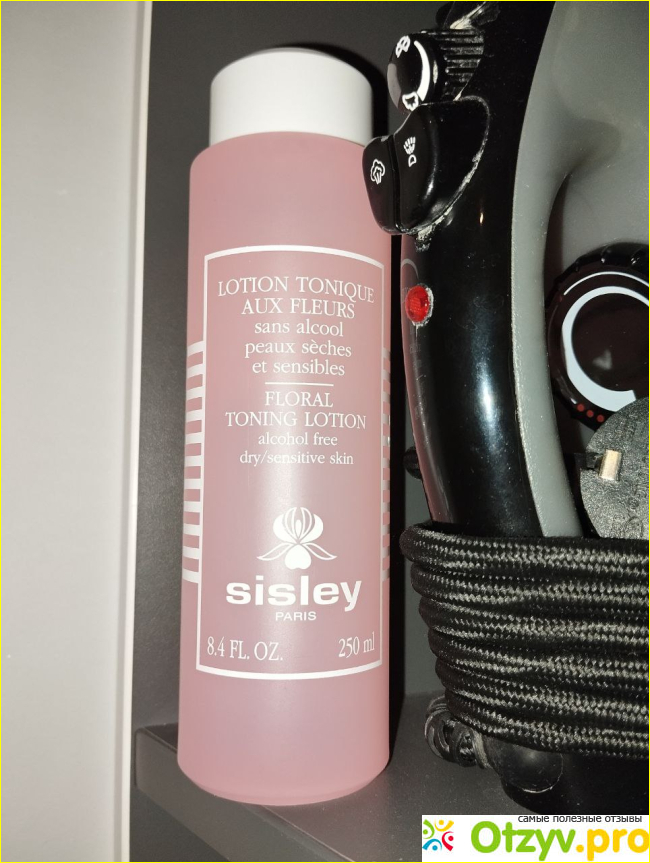 LOTION TONIQUE
AUX FLEURS
sans alcool
peaux sèches
et sensibles
FLORAL
TONING LOTION
alcohol free
dry/sensitive skin
sisley
PARIS
8.4 FL. OZ. 250 ml
самые полезные отзывы
Otzyv.pro